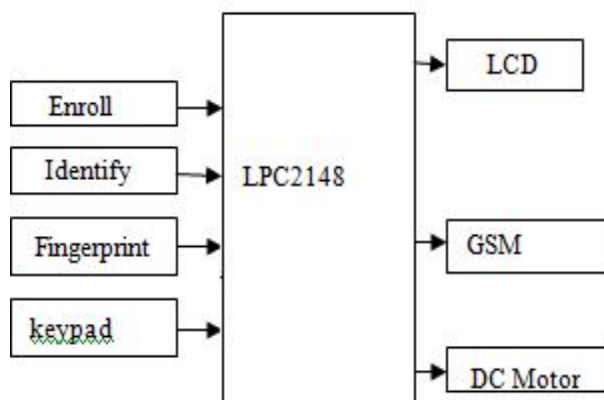 Enroll
Identify
Fingerprint
keypad
LPC2148
LCD
GSM
DC Motor